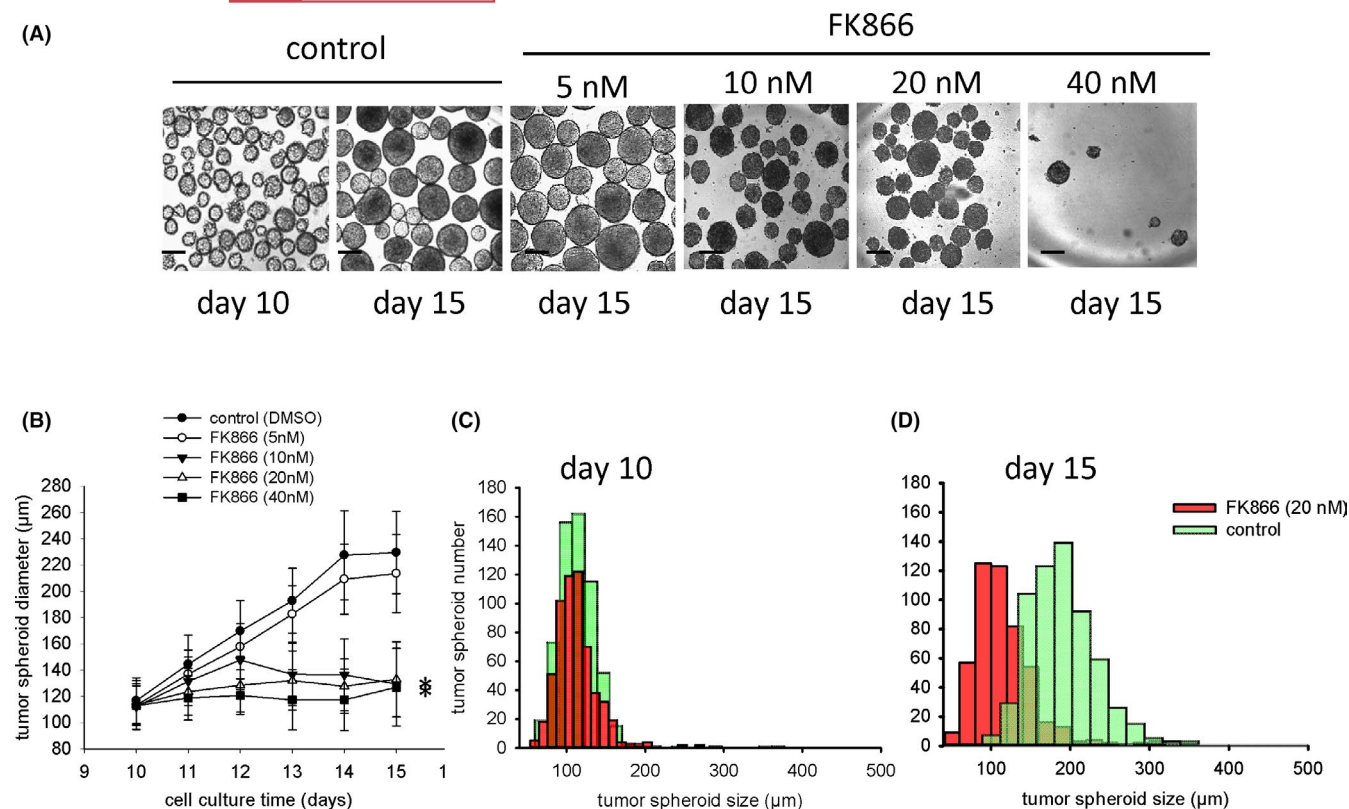 (A)
control
FK866
5 nM
10 nM
20 nM
40 nM
day 10
day 15
day 15
day 15
day 15
day 15
(B)
control (DMSO)
FK866 (5nM)
FK866 (10nM)
FK866 (20nM)
FK866 (40nM)
tumor spheroid diameter (µm)
280
260
240
220
200
180
160
140
120
100
80
*
*
9
10
11
12
13
14
15
1
cell culture time (days)
(C)
day 10
tumor spheroid number
180
160
140
120
100
80
60
40
20
0
100
200
300
400
500
tumor spheroid size (µm)
(D)
day 15
FK866 (20 nM)
control
180
160
140
120
100
80
60
40
20
0
100
200
300
400
500
tumor spheroid size (µm)